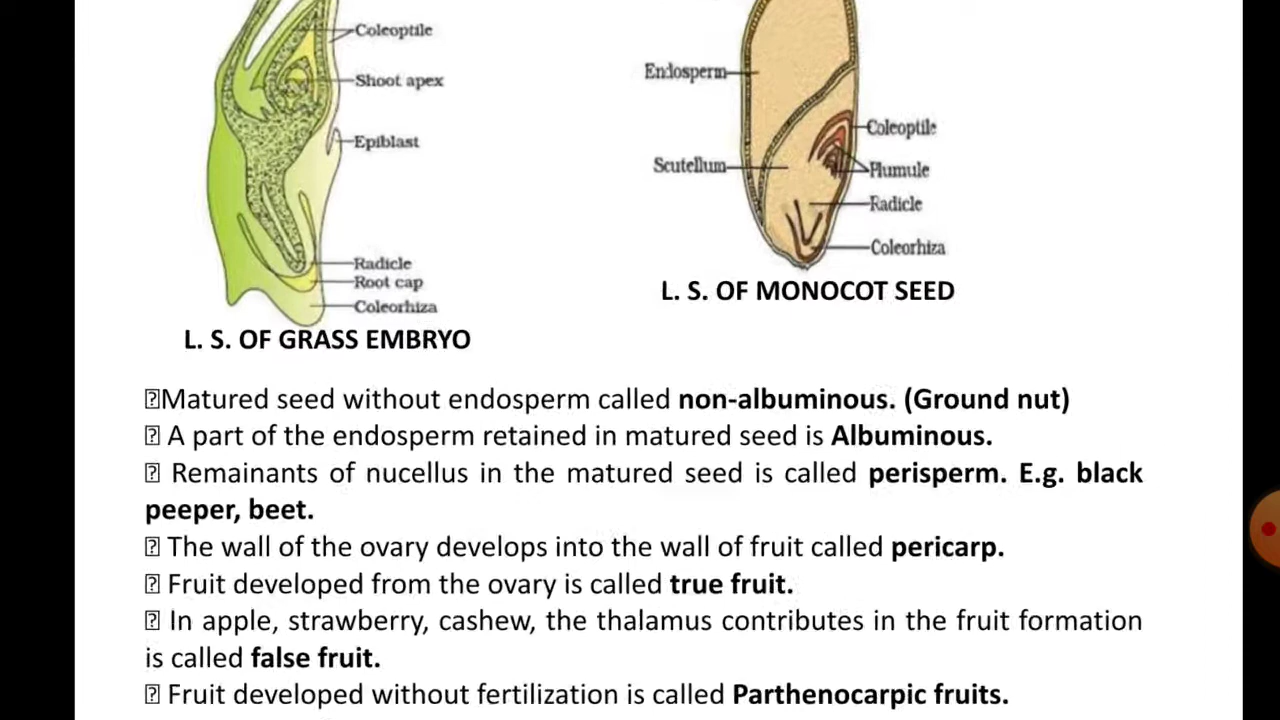 Coleoptile
Shoot apex
Epiblast
Radicle
Root cap
Coleorhiza
L. S. OF GRASS EMBRYO
Endosperm
Scutellum
Coleoptile
Plumule
Radicle
Coleorhiza
L. S. OF MONOCOT SEED
Matured seed without endosperm called non-albuminous. (Ground nut)
A part of the endosperm retained in matured seed is Albuminous.
Remainants of nucellus in the matured seed is called perisperm. E.g. black
peeper, beet.
The wall of the ovary develops into the wall of fruit called pericarp.
Fruit developed from the ovary is called true fruit.
In apple, strawberry, cashew, the thalamus contributes in the fruit formation
is called false fruit.
Fruit developed without fertilization is called Parthenocarpic fruits.